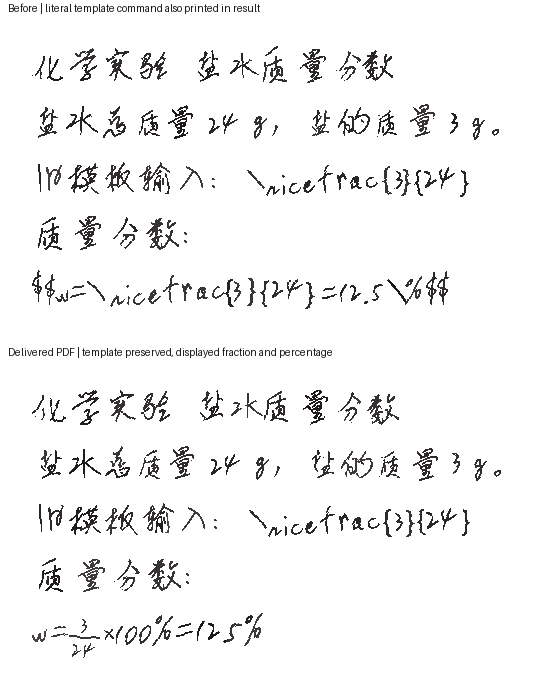 Before | literal template command also printed in result
化学实验 盐水质量分数
盐水总质量 24 g, 盐的质量 3 g。
旧模板输入: \nicefrac{3}{24}
质量分数:
$$w=\nicefrac{3}{24}=12.5\%$$
Delivered PDF | template preserved, displayed fraction and percentage
化学实验 盐水质量分数
盐水总质量 24 g, 盐的质量 3 g。
旧模板输入: \nicefrac{3}{24}
质量分数:
w=3/24×100%=12.5%